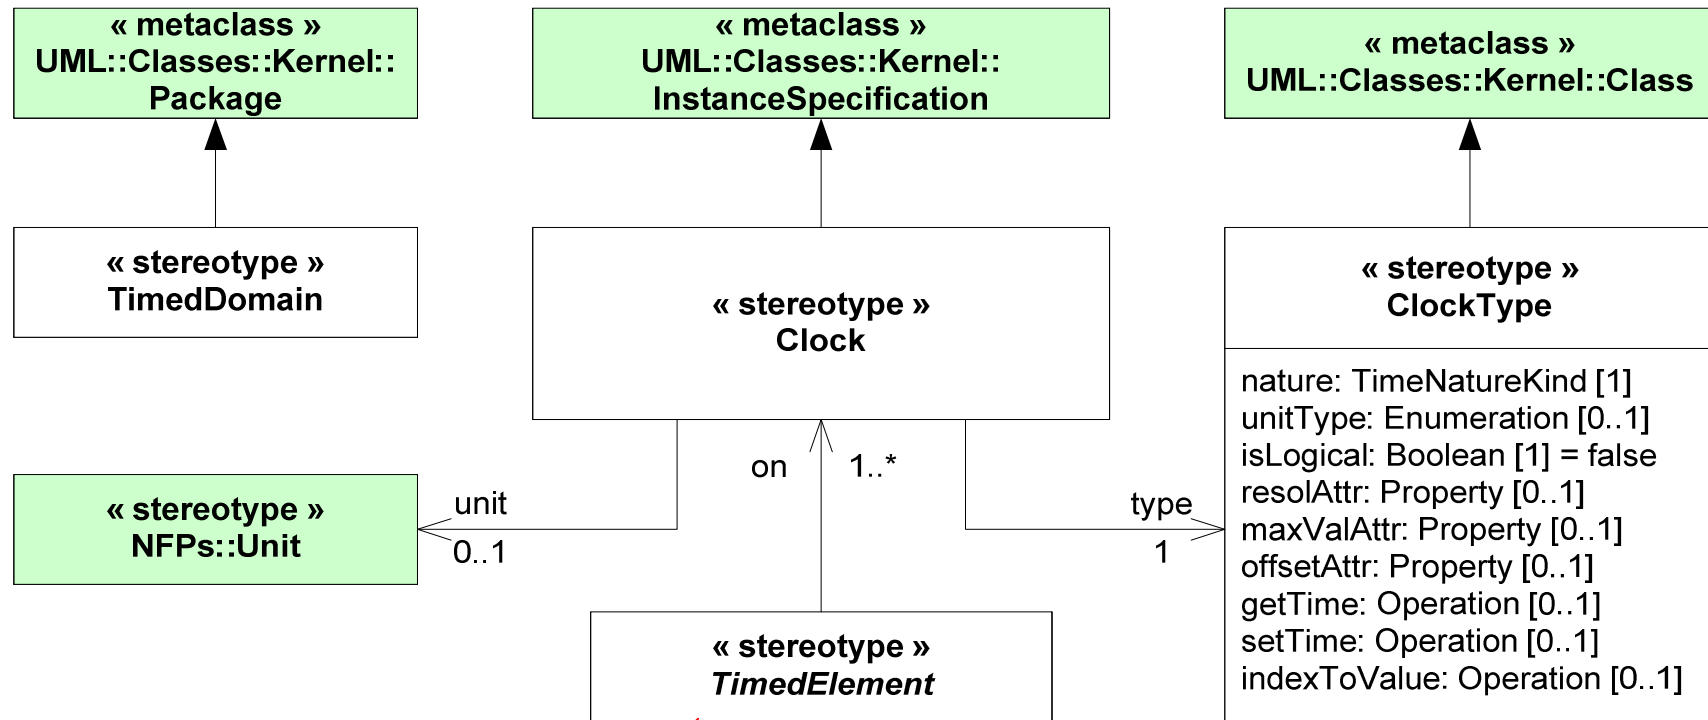 « metaclass »
UML::Classes::Kernel::
Package
« metaclass »
UML::Classes::Kernel::
InstanceSpecification
« metaclass »
UML::Classes::Kernel::Class
« stereotype »
TimedDomain
« stereotype »
Clock
« stereotype »
ClockType
nature: TimeNatureKind [1]
unitType: Enumeration [0..1]
isLogical: Boolean [1] = false
resolAttr: Property [0..1]
maxValAttr: Property [0..1]
offsetAttr: Property [0..1]
getTime: Operation [0..1]
setTime: Operation [0..1]
indexToValue: Operation [0..1]
on
1..*
unit
0..1
type
1
« stereotype »
NFPs::Unit
« stereotype »
TimedElement